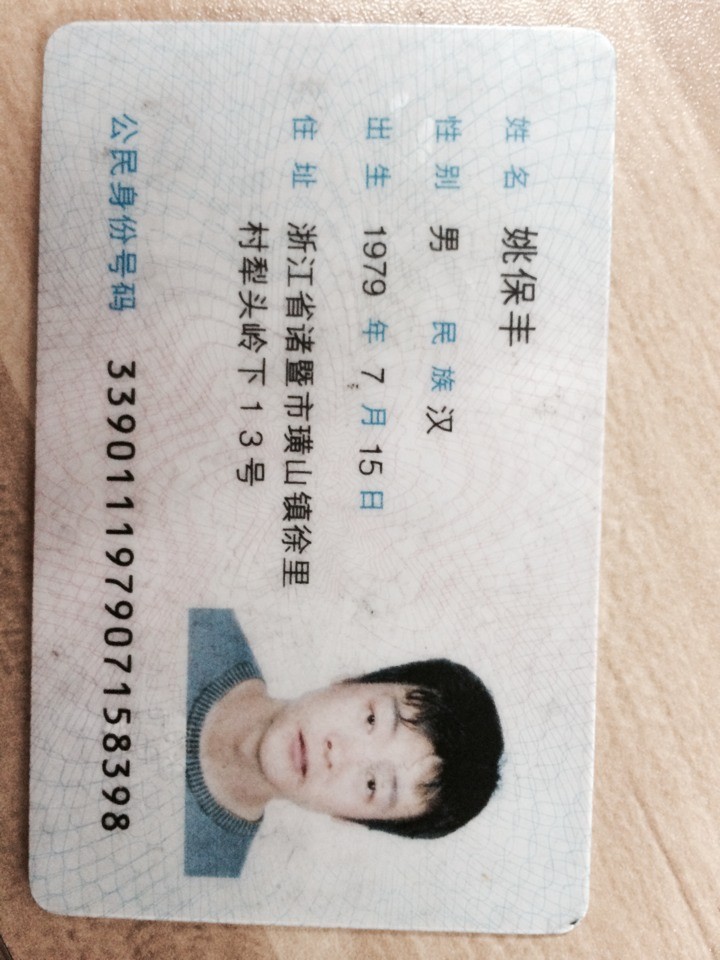 姓名 姚保丰
性别 男 民族 汉
出生 1979 年 7 月 15 日
住址 浙江省诸暨市璜山镇徐里
村犁头岭下13号
公民身份号码 339011197907158398